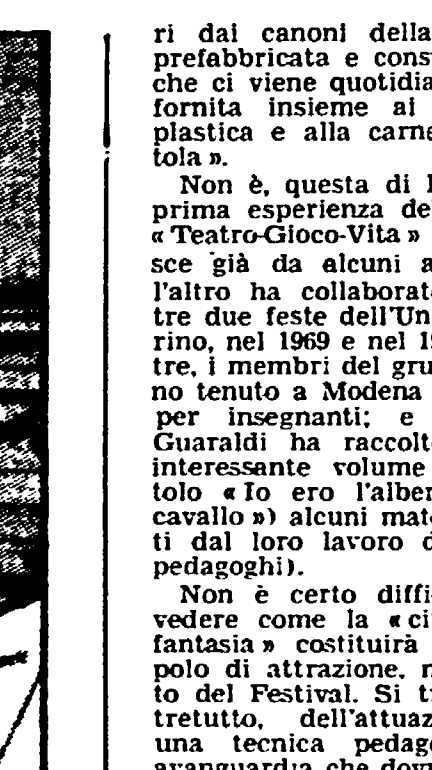 ri dai canoni della
prefabbricata e cons
che ci viene quotidia
fornita insieme ai
plastica e alla carne
tola ».
Non è, questa di l
prima esperienza de
« Teatro-Gioco-Vita »
sce già da alcuni a
l'altro ha collaborat
tre due feste dell'Un
rino, nel 1969 e nel 1
tre, i membri del gru
no tenuto a Modena
per insegnanti; e
Guaraldi ha raccolt
interessante volume
tolo « Io ero l'alber
cavallo ») alcuni mat
ti dal loro lavoro d
pedagoghi).
Non è certo diffi
vedere come la « ci
fantasia » costituirà
polo di attrazione, n
to del Festival. Si t
tretutto, dell'attuaz
una tecnica pedago
avanguardia che dov